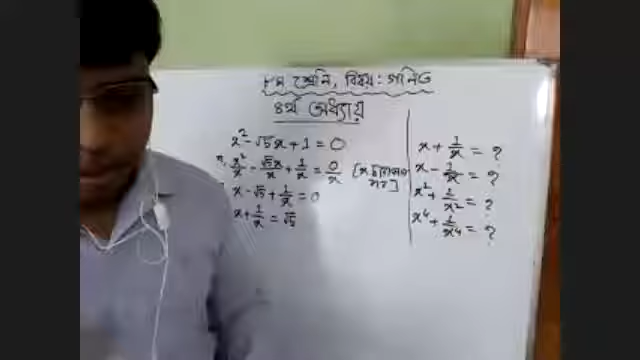 ৮ম শ্রেনি, বিষয়: গনিত
৪র্থ অধ্যায়
x² - √5x + 1 = 0
x²/x - √5x/x + 1/x = 0/x
x - √5 + 1/x = 0
x + 1/x = √5
x + 1/x = ?
x - 1/x = ?
x² + 1/x² = ?
x⁴ + 1/x⁴ = ?